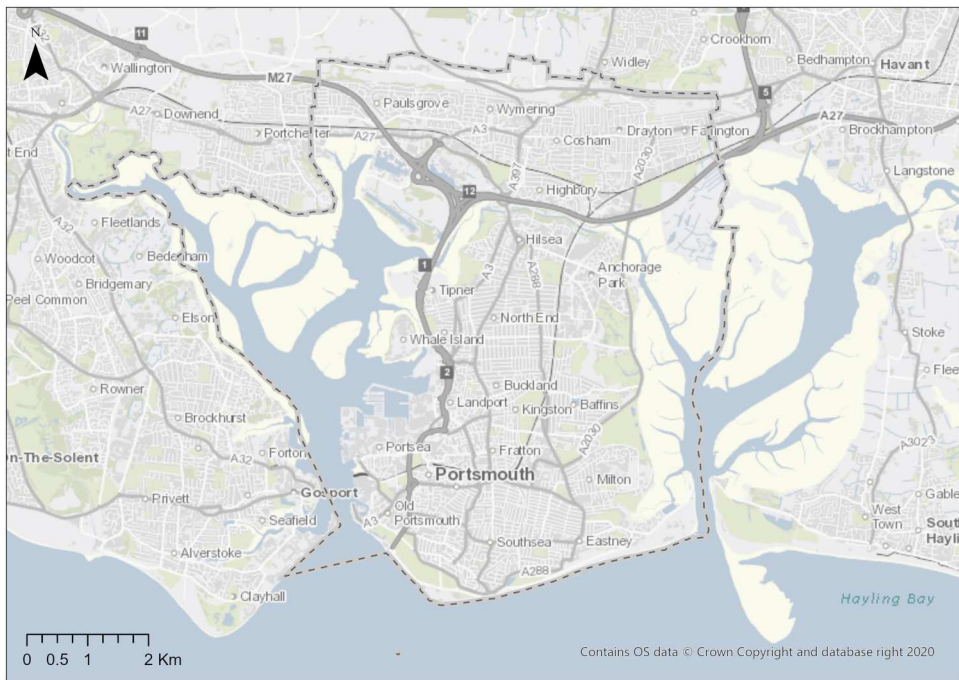 N
11
Wallington
M27
Downend
Portchester
A27
Paulsgrove
Wymering
A3
A397
Cosham
Drayton
Farlington
A2030
Widley
Crookhorn
Bedhampton
Havant
5
A27
Brockhampton
Langstone
t End
Fleetlands
A32
Woodcot
Bedenham
Bridgemary
Peel Common
Elson
Rowner
Brockhurst
A32
Forton
On-The-Solent
Privett
Gosport
Seafield
Alverstoke
Clayhall
12
Highbury
Hilsea
1
Tipner
A3
A288
Anchorage
Park
North End
Whale Island
2
Buckland
Landport
Kingston
Baffins
A2030
Portsea
Fratton
Portsmouth
Milton
Old
Portsmouth
A3
Southsea
Eastney
A288
Stoke
Flee
A3023
Gable
West
Town
South
Hayli
Hayling Bay
0 0.5 1 2 Km
Contains OS data © Crown Copyright and database right 2020